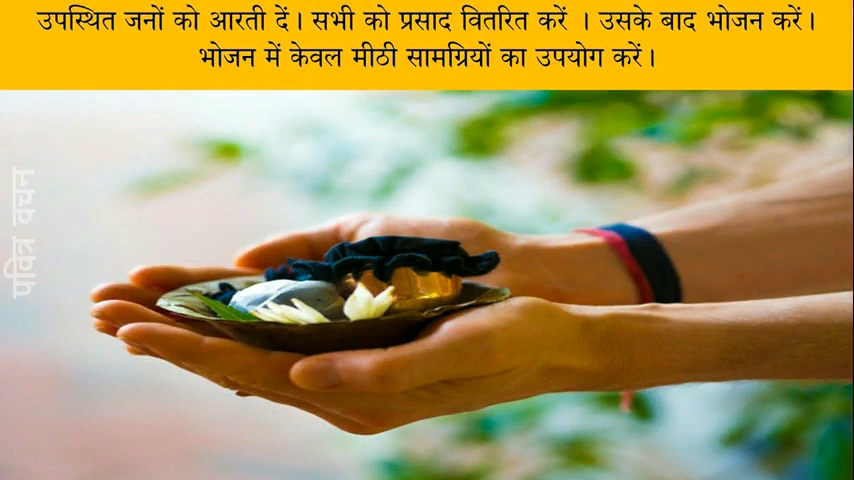 उपस्थित जनों को आरती दें। सभी को प्रसाद वितरित करें । उसके बाद भोजन करें।
भोजन में केवल मीठी सामग्रियों का उपयोग करें।
पवित्र वचन